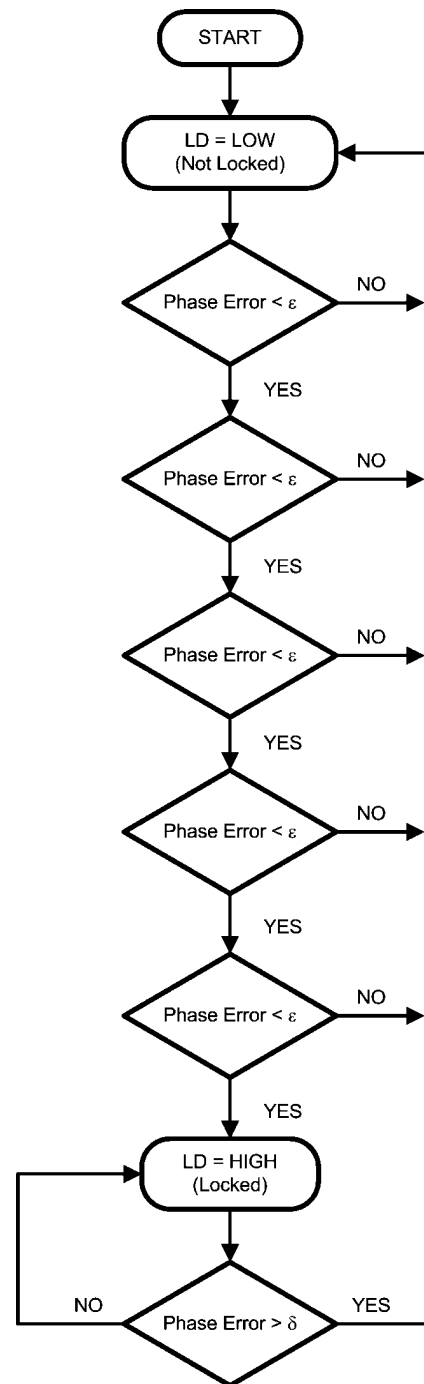 START
LD = LOW
(Not Locked)
Phase Error < ε
NO
YES
Phase Error < ε
NO
YES
Phase Error < ε
NO
YES
Phase Error < ε
NO
YES
Phase Error < ε
NO
YES
LD = HIGH
(Locked)
NO
Phase Error > δ
YES